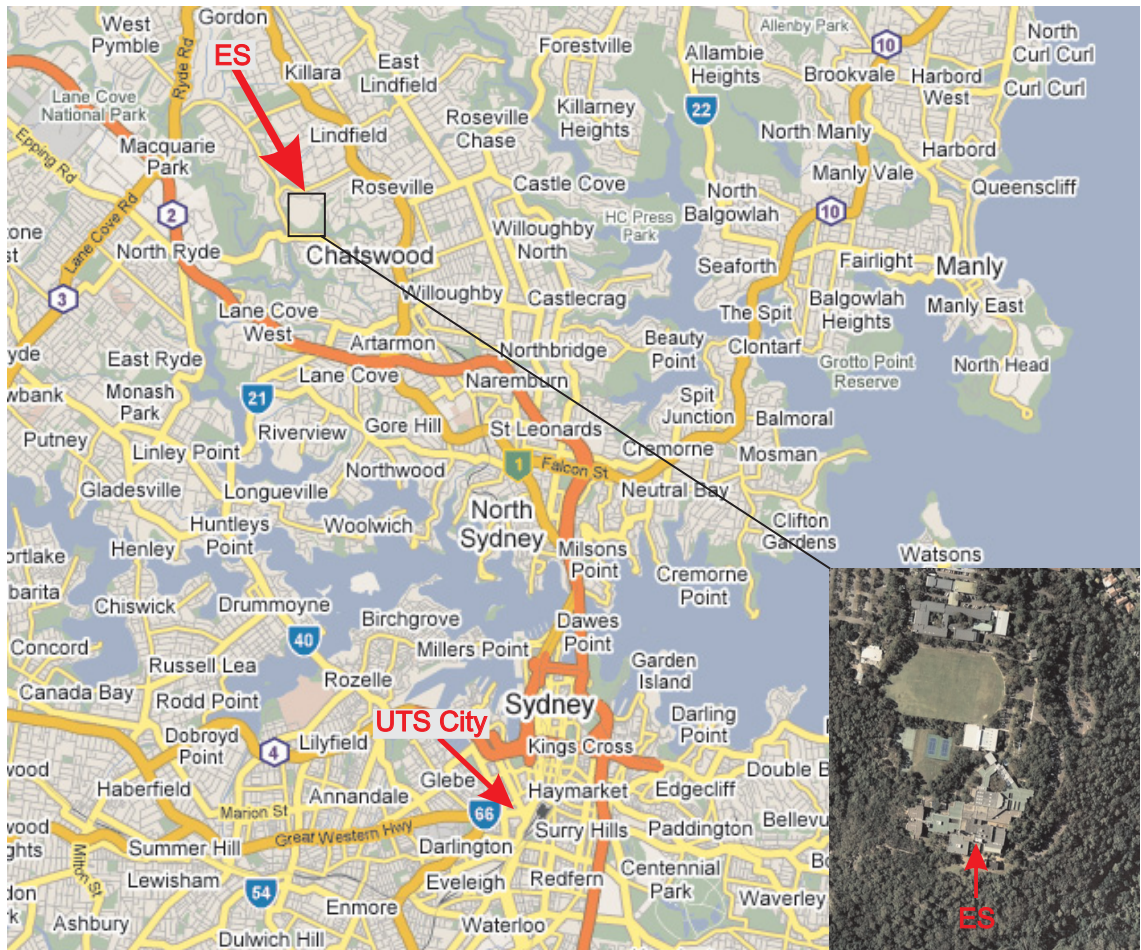 West
Pymble
Gordon
Ryde Rd
ES
Killara
East
Lindfield
Forestville
Allambie
Heights
Allenby Park
10
Brookvale
North
Curl Curl
Harbord
West
Curl Curl
Lane Cove
National Park
Epping Rd
Macquarie
Park
Lindfield
Roseville
Chase
Killarney
Heights
22
North Manly
Harbord
Roseville
Castle Cove
Manly Vale
Queenscliff
Lane Cove Rd
2
North Ryde
Chatswood
Willoughby
North
HC Press
Park
North
Balgowlah
10
Seaforth
Fairlight
Manly
3
Lane Cove
West
Willoughby
Castlecrag
The Spit
Balgowlah
Heights
Manly East
East Ryde
Artarmon
Northbridge
Beauty
Point
Clontarf
Grotto Point
Reserve
North Head
Monash
Park
21
Lane Cove
Naremburn
Spit
Junction
Balmoral
Putney
Linley Point
Riverview
Gore Hill
St Leonards
Cremorne
Mosman
Gladesville
Longueville
Northwood
1
Falcon St
Neutral Bay
Huntleys
Point
Woolwich
North
Sydney
Clifton
Gardens
Henley
Milsons
Point
Cremorne
Point
Watsons
Chiswick
Drummoyne
Birchgrove
Dawes
Point
Concord
40
Millers Point
Garden
Island
Russell Lea
Canada Bay
Rodd Point
Rozelle
Sydney
Darling
Point
UTS City
Dobroyd
Point
4
Lilyfield
Kings Cross
Haberfield
Glebe
Haymarket
Edgecliff
Double B
Marion St
Annandale
66
Great Western Hwy
Surry Hills
Paddington
Bellevu
Summer Hill
Darlington
Mitton St
Lewisham
54
Eveleigh
Redfern
Centennial
Park
Waverley
Enmore
Ashbury
Dulwich Hill
Waterloo
ES